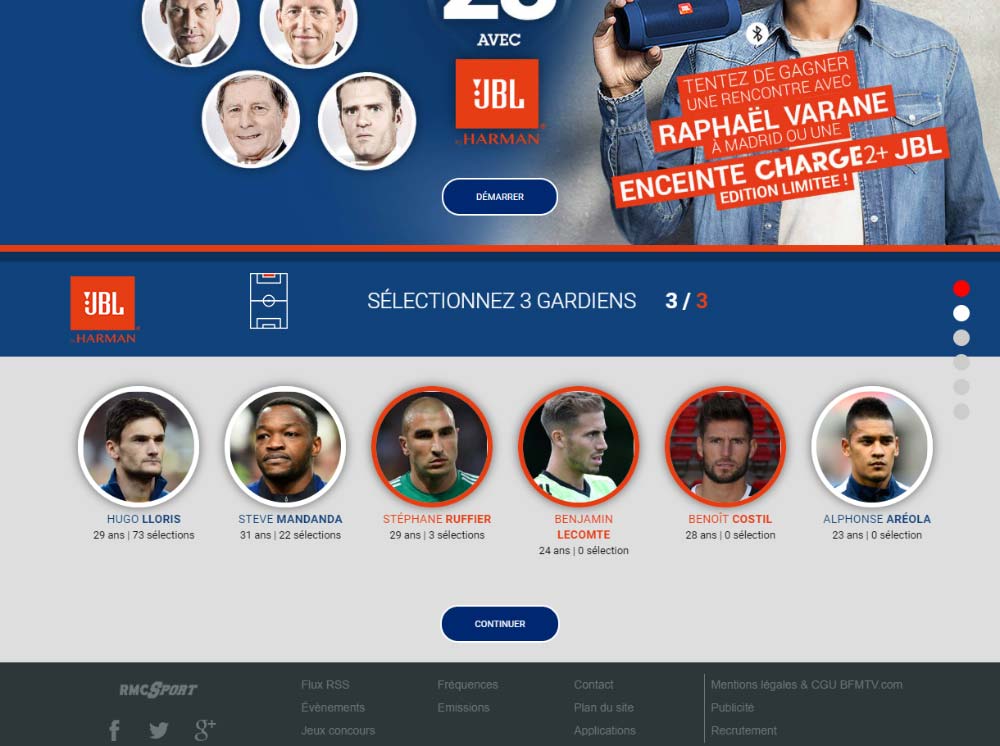 23
AVEC
JBL
by HARMAN
DÉMARRER
JBL
TENTEZ DE GAGNER
UNE RENCONTRE AVEC
RAPHAËL VARANE
À MADRID OU UNE
ENCEINTE CHARGE2+ JBL
EDITION LIMITEE !
JBL
by HARMAN
SÉLECTIONNEZ 3 GARDIENS 3 / 3
HUGO LLORIS
29 ans | 73 sélections
STEVE MANDANDA
31 ans | 22 sélections
STÉPHANE RUFFIER
29 ans | 3 sélections
BENJAMIN
LECOMTE
24 ans | 0 sélection
BENOÎT COSTIL
28 ans | 0 sélection
ALPHONSE ARÉOLA
23 ans | 0 sélection
CONTINUER
RMC SPORT
Flux RSS
Évènements
Jeux concours
Fréquences
Emissions
Contact
Plan du site
Applications
Mentions légales & CGU BFMTV.com
Publicité
Recrutement